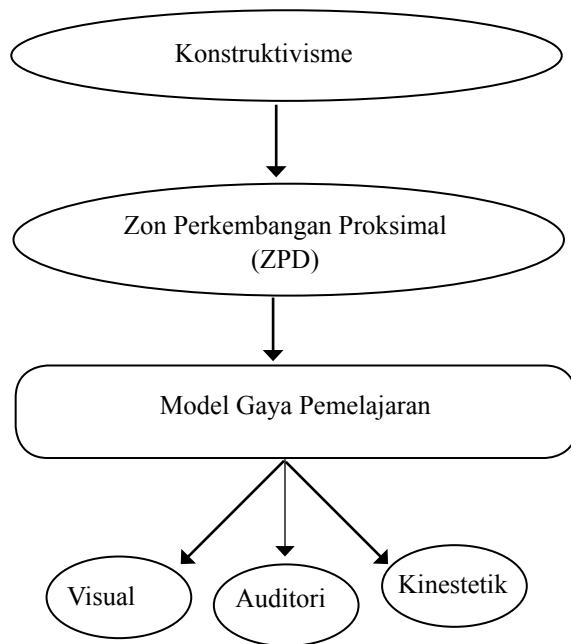 Konstruktivisme
Zon Perkembangan Proksimal
(ZPD)
Model Gaya Pemelajaran
Visual
Auditori
Kinestetik